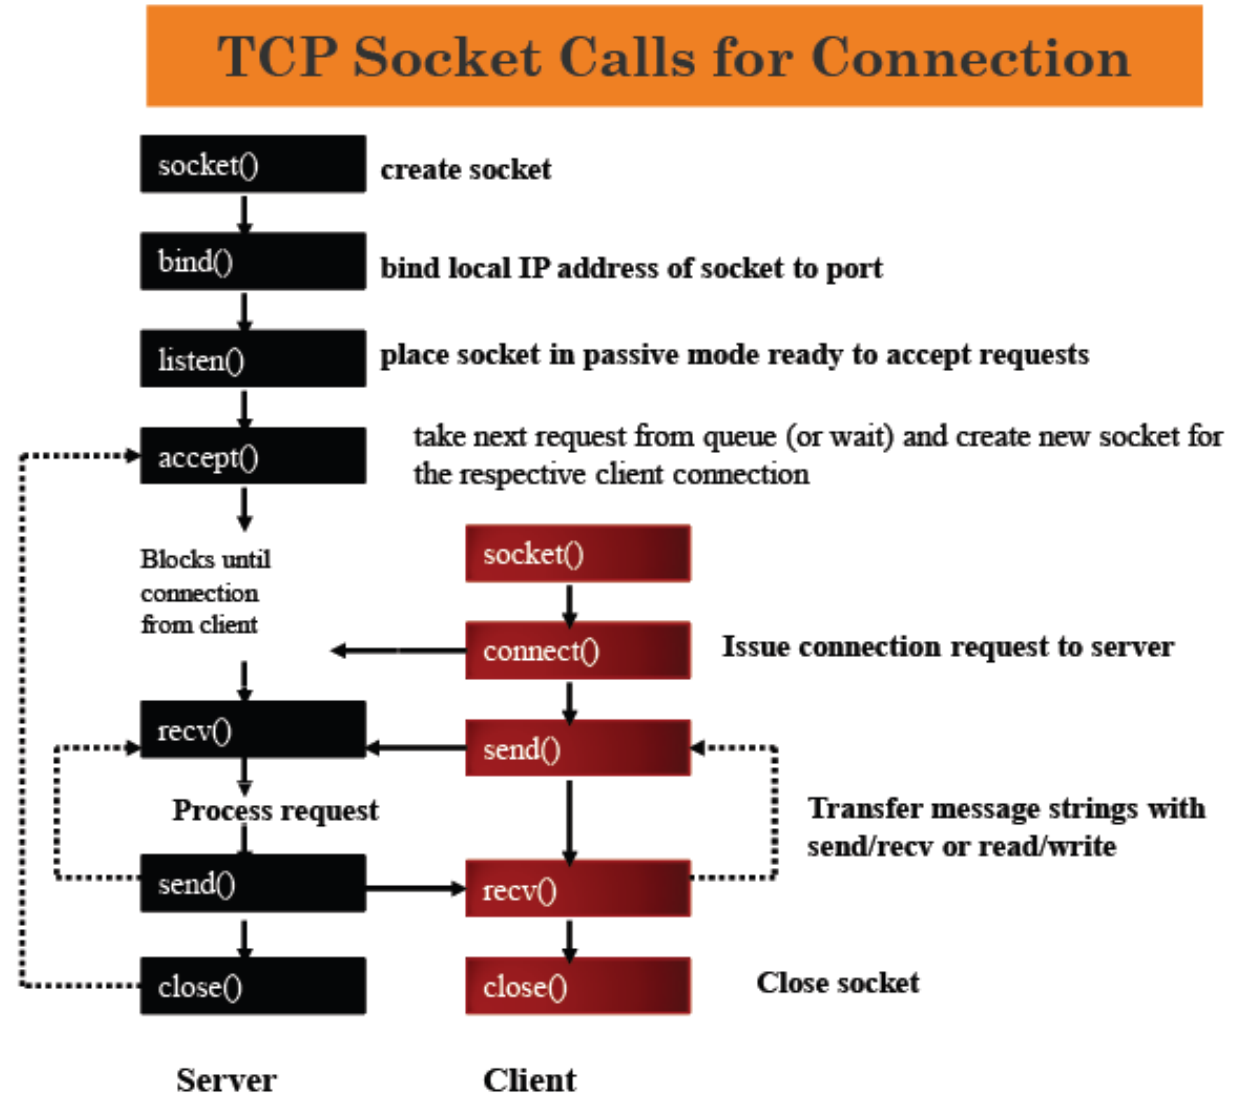 TCP Socket Calls for Connection
socket()
create socket
bind()
bind local IP address of socket to port
listen()
place socket in passive mode ready to accept requests
accept()
take next request from queue (or wait) and create new socket for
the respective client connection
Blocks until
connection
from client
socket()
connect()
Issue connection request to server
recv()
send()
Process request
Transfer message strings with
send/recv or read/write
send()
recv()
close()
close()
Close socket
Server
Client